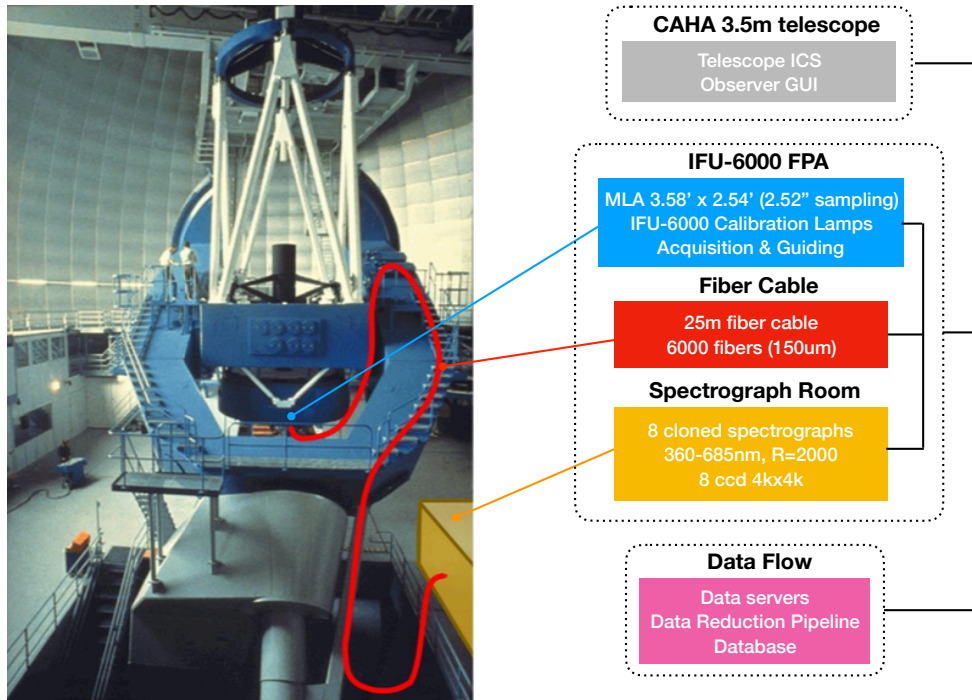 CAHA 3.5m telescope
Telescope ICS
Observer GUI
IFU-6000 FPA
MLA 3.58’ x 2.54’ (2.52” sampling)
IFU-6000 Calibration Lamps
Acquisition & Guiding
Fiber Cable
25m fiber cable
6000 fibers (150um)
Spectrograph Room
8 cloned spectrographs
360-685nm, R=2000
8 ccd 4kx4k
Data Flow
Data servers
Data Reduction Pipeline
Database